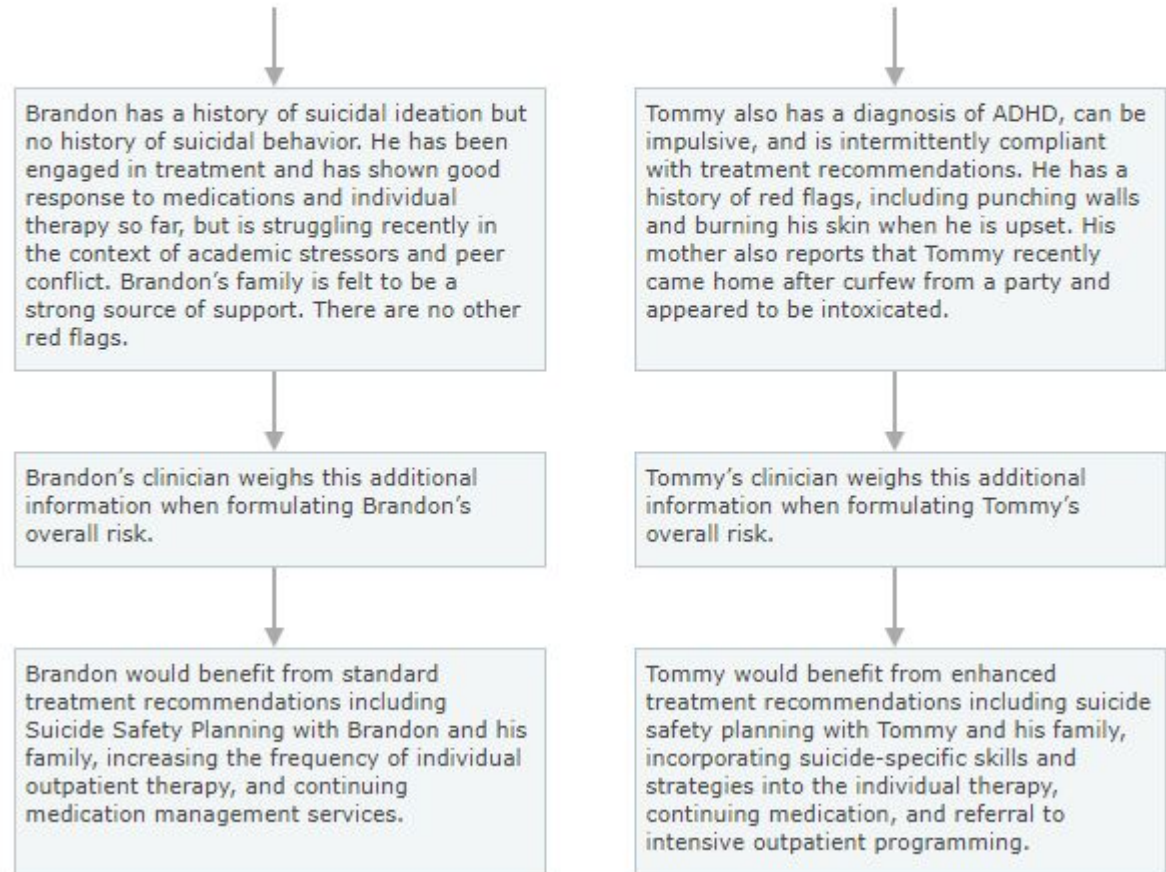 Brandon has a history of suicidal ideation but
no history of suicidal behavior. He has been
engaged in treatment and has shown good
response to medications and individual
therapy so far, but is struggling recently in
the context of academic stressors and peer
conflict. Brandon’s family is felt to be a
strong source of support. There are no other
red flags.
Tommy also has a diagnosis of ADHD, can be
impulsive, and is intermittently compliant
with treatment recommendations. He has a
history of red flags, including punching walls
and burning his skin when he is upset. His
mother also reports that Tommy recently
came home after curfew from a party and
appeared to be intoxicated.
Brandon’s clinician weighs this additional
information when formulating Brandon’s
overall risk.
Tommy’s clinician weighs this additional
information when formulating Tommy’s
overall risk.
Brandon would benefit from standard
treatment recommendations including
Suicide Safety Planning with Brandon and his
family, increasing the frequency of individual
outpatient therapy, and continuing
medication management services.
Tommy would benefit from enhanced
treatment recommendations including suicide
safety planning with Tommy and his family,
incorporating suicide-specific skills and
strategies into the individual therapy,
continuing medication, and referral to
intensive outpatient programming.